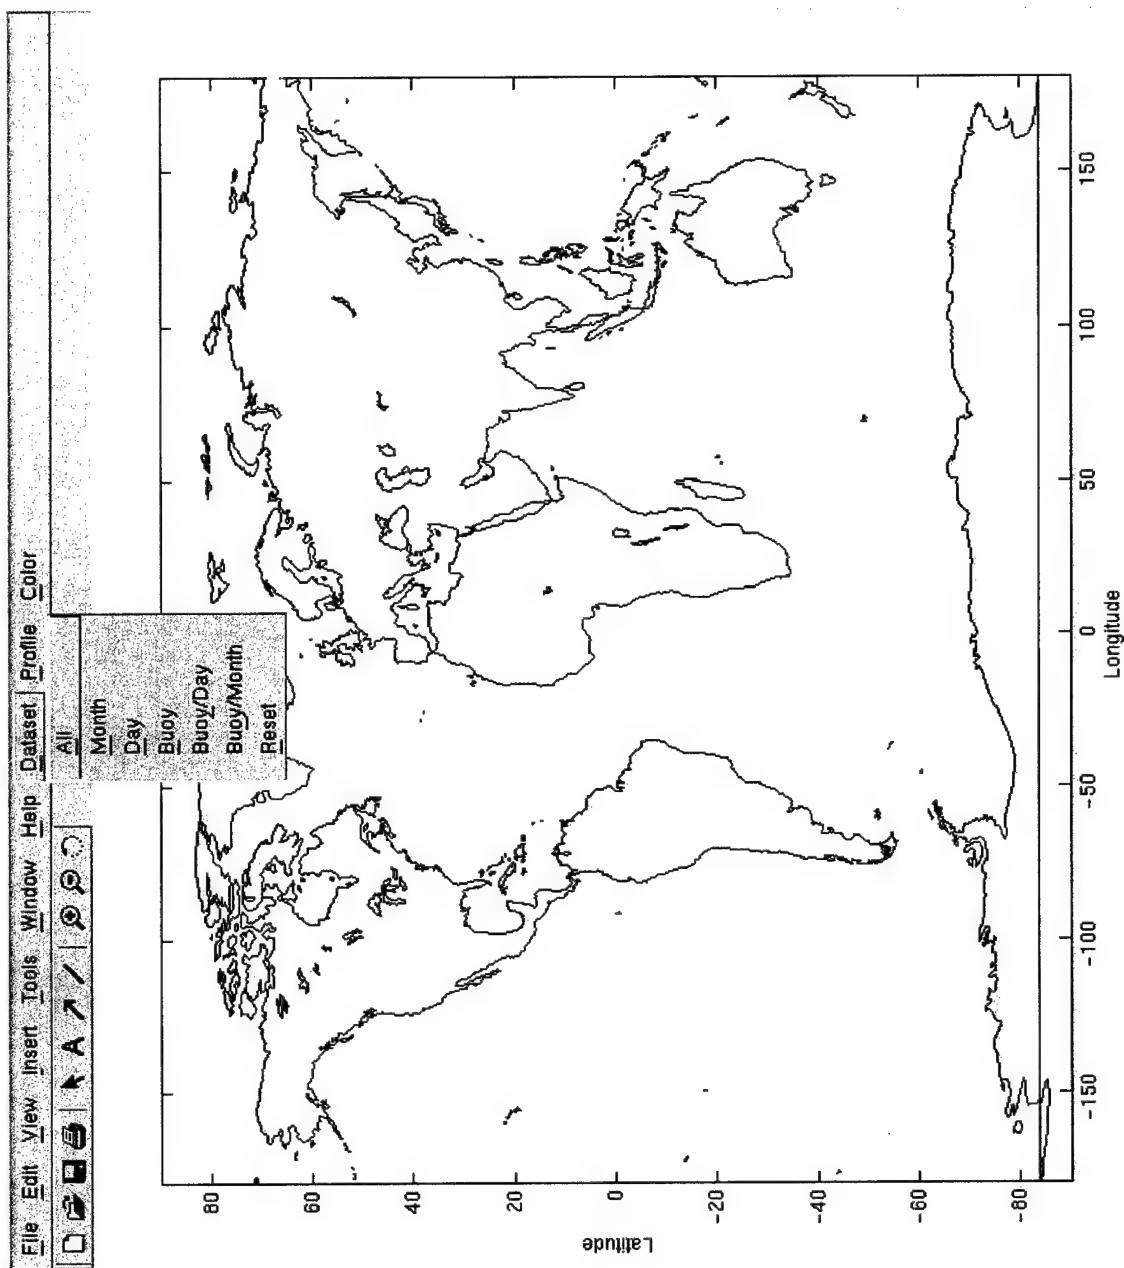 File Edit View Insert Tools Window Help Dataset Profile Color
A
All
Month
Day
Buoy
Buoy/Day
Buoy/Month
Reset
80
60
40
20
0
-20
-40
-60
-80
Latitude
-150 -100 -50 0 50 100 150
Longitude